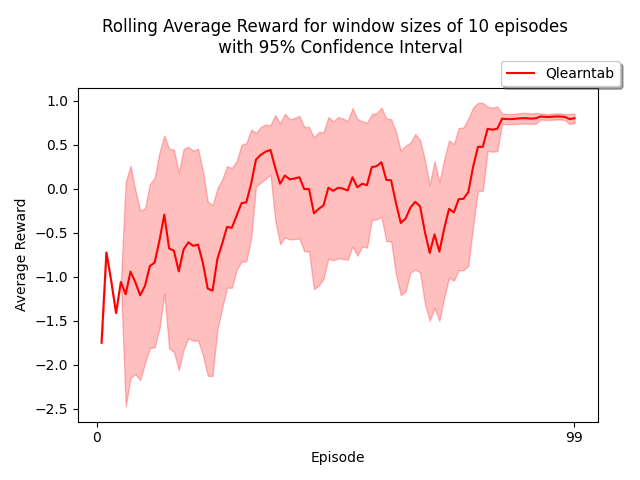 Rolling Average Reward for window sizes of 10 episodes
with 95% Confidence Interval
Qlearntab
1.0
0.5
0.0
−0.5
−1.0
−1.5
−2.0
−2.5
Average Reward
0 99
Episode